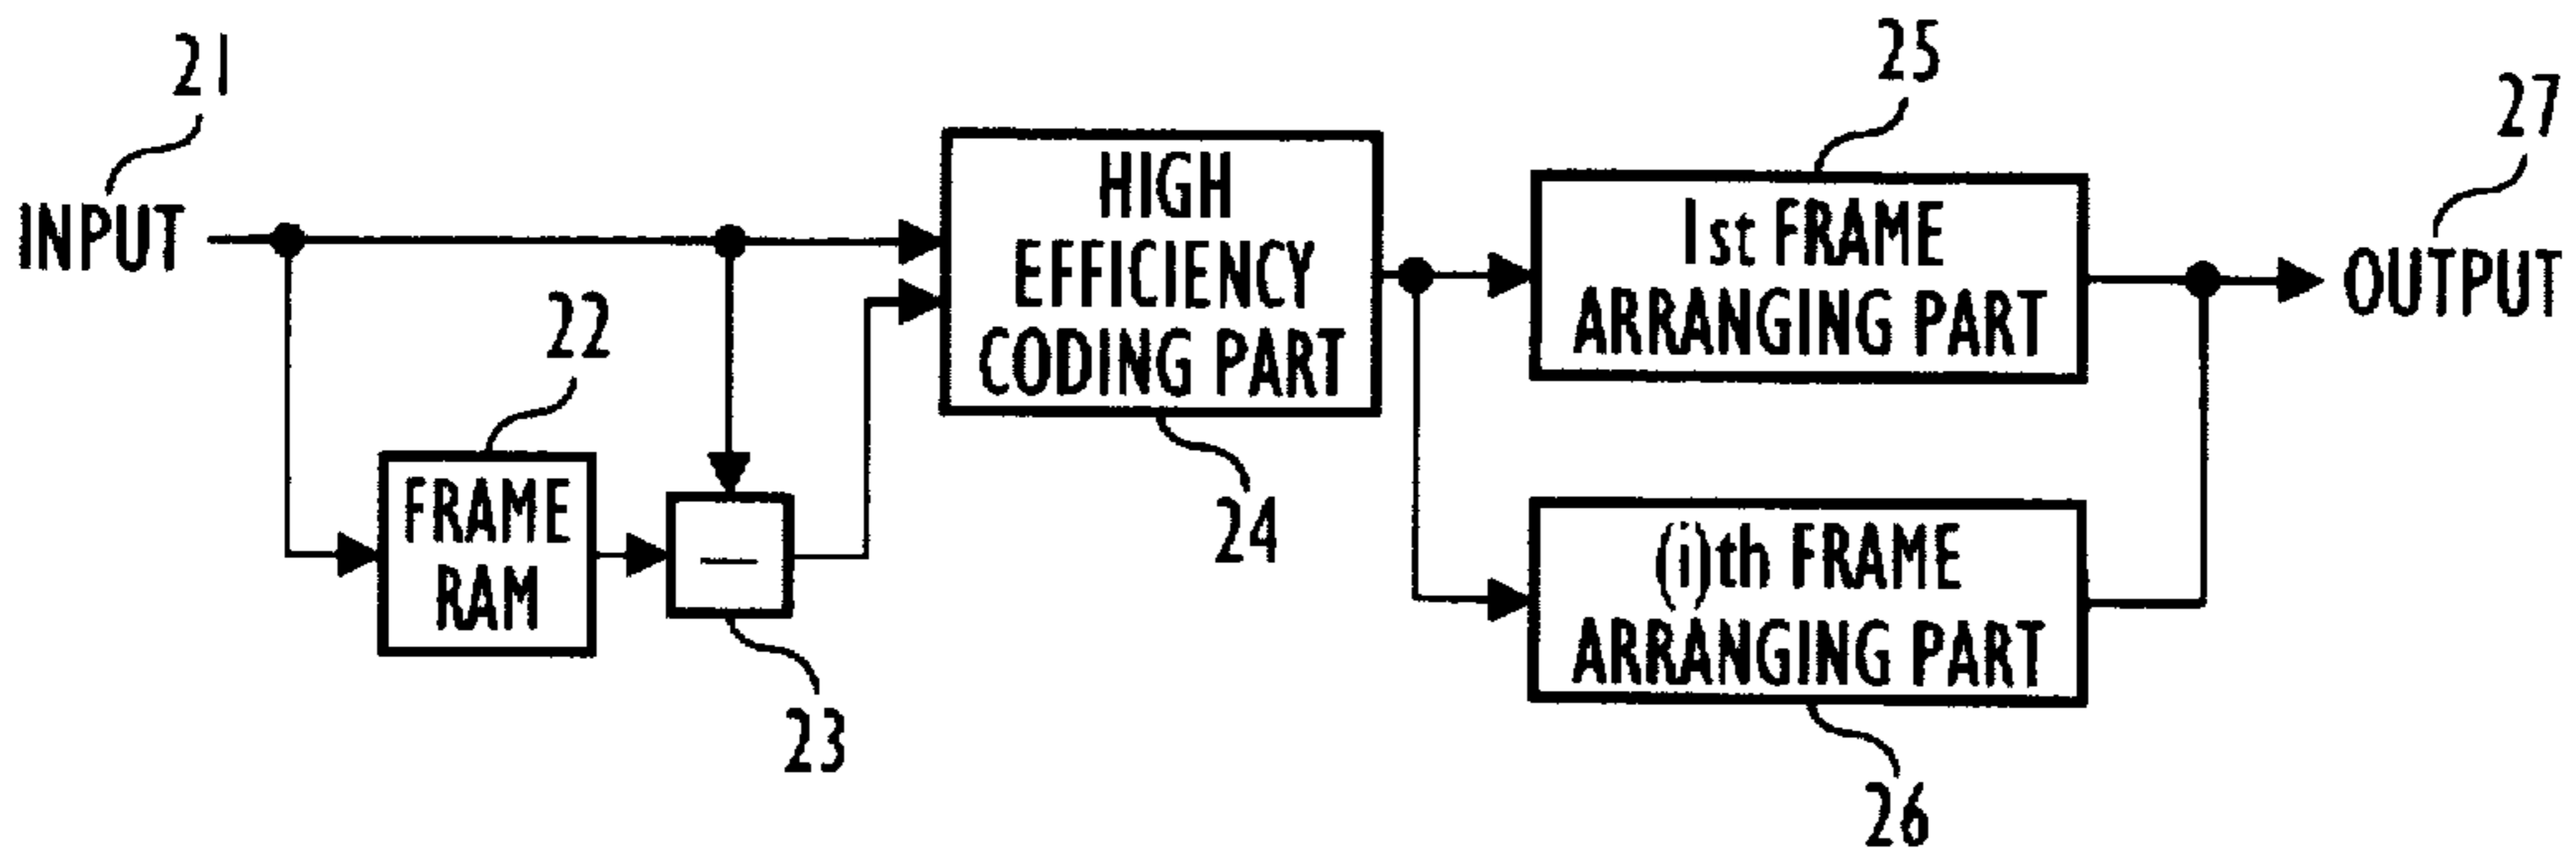 21
INPUT
22
FRAME
RAM
—
23
HIGH
EFFICIENCY
CODING PART
24
25
1st FRAME
ARRANGING PART
(i)th FRAME
ARRANGING PART
26
27
OUTPUT